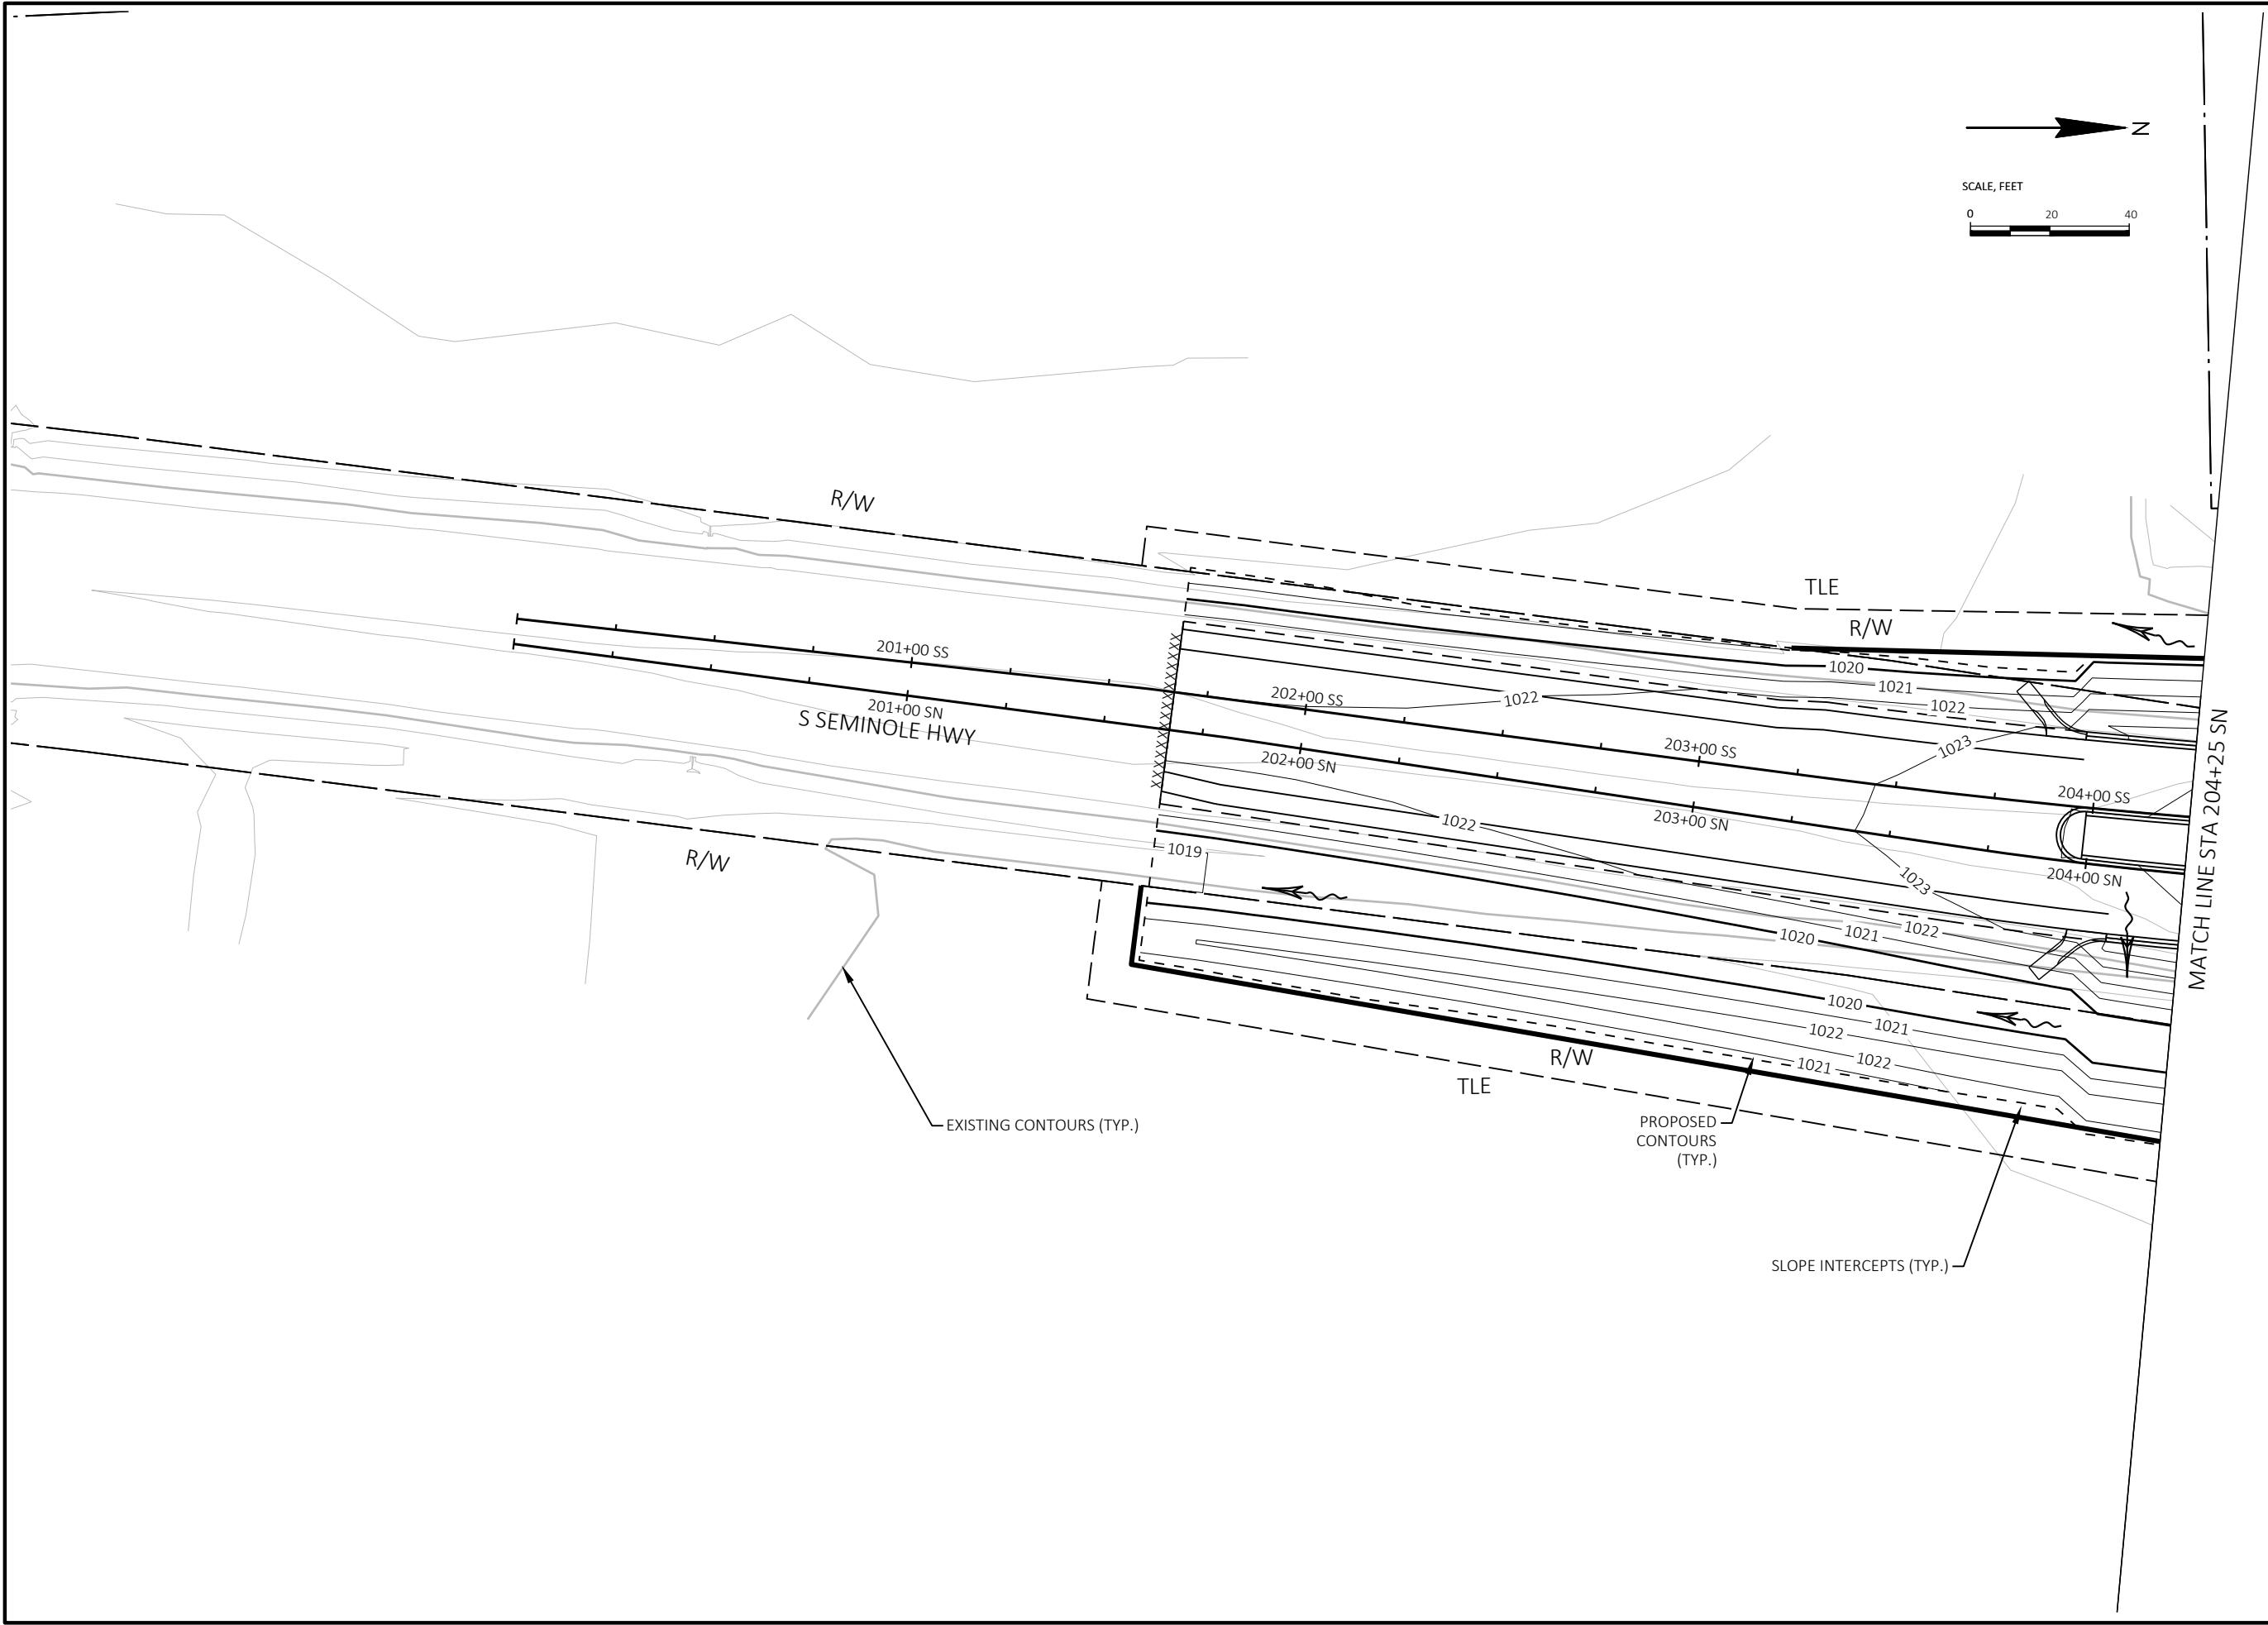 N
SCALE, FEET
0 20 40
R/W
TLE
R/W
1020
1021
1022
201+00 SS
202+00 SS
1022
203+00 SS
1023
204+00 SS
201+00 SN
S SEMINOLE HWY
202+00 SN
203+00 SN
204+00 SN
MATCH LINE STA 204+25 SN
1022
1023
1019
R/W
1020
1021
1022
1020
1021
1022
1022
1021
R/W
TLE
EXISTING CONTOURS (TYP.)
PROPOSED
CONTOURS
(TYP.)
SLOPE INTERCEPTS (TYP.)